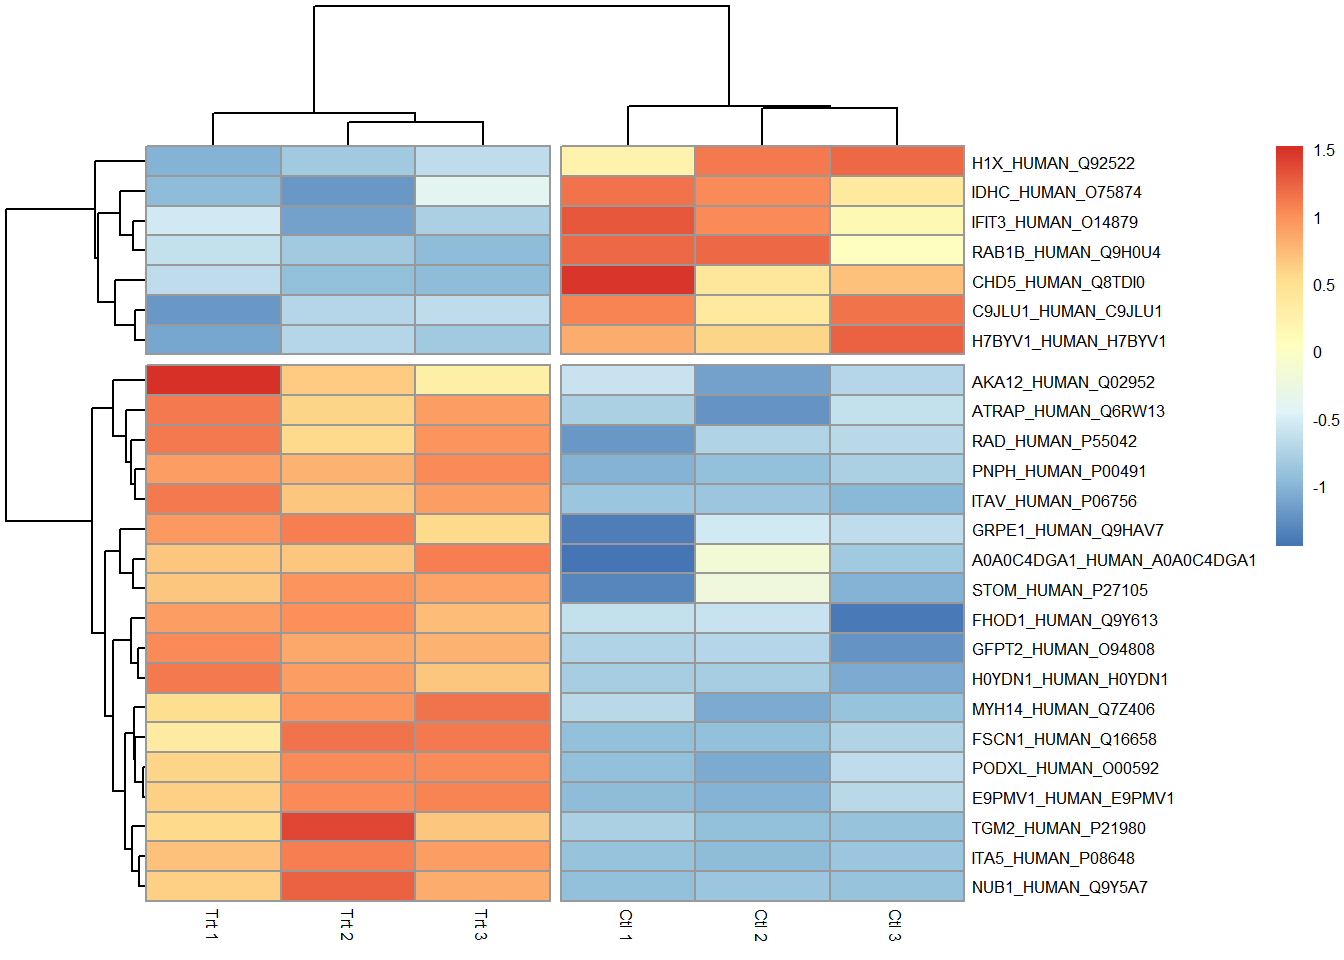 H1X_HUMAN_Q92522
IDHC_HUMAN_O75874
IFIT3_HUMAN_O14879
RAB1B_HUMAN_Q9H0U4
CHD5_HUMAN_Q8TDI0
C9JLU1_HUMAN_C9JLU1
H7BYV1_HUMAN_H7BYV1
AKA12_HUMAN_Q02952
ATRAP_HUMAN_Q6RW13
RAD_HUMAN_P55042
PNPH_HUMAN_P00491
ITAV_HUMAN_P06756
GRPE1_HUMAN_Q9HAV7
A0A0C4DGA1_HUMAN_A0A0C4DGA1
STOM_HUMAN_P27105
FHOD1_HUMAN_Q9Y613
GFPT2_HUMAN_O94808
H0YDN1_HUMAN_H0YDN1
MYH14_HUMAN_Q7Z406
FSCN1_HUMAN_Q16658
PODXL_HUMAN_O00592
E9PMV1_HUMAN_E9PMV1
TGM2_HUMAN_P21980
ITA5_HUMAN_P08648
NUB1_HUMAN_Q9Y5A7
1.5
1
0.5
0
-0.5
-1
Trt 1
Trt 2
Trt 3
Ctl 1
Ctl 2
Ctl 3